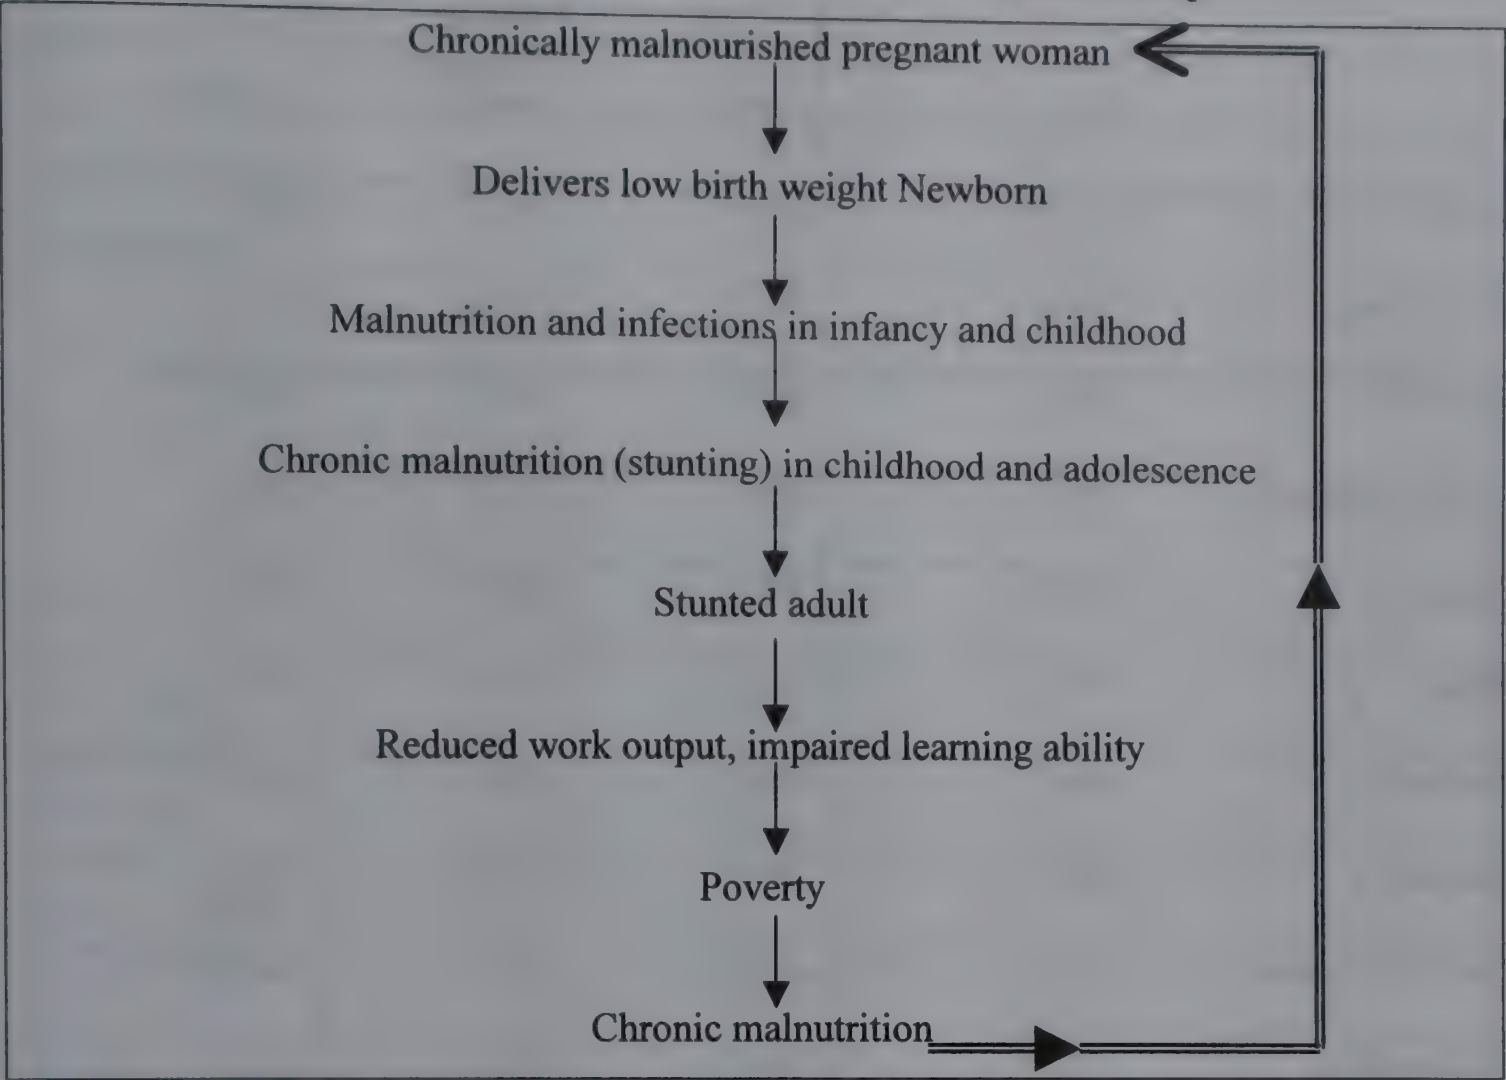 Chronically malnourished pregnant woman
Delivers low birth weight Newborn
Malnutrition and infections in infancy and childhood
Chronic malnutrition (stunting) in childhood and adolescence
Stunted adult
Reduced work output, impaired learning ability
Poverty
Chronic malnutrition